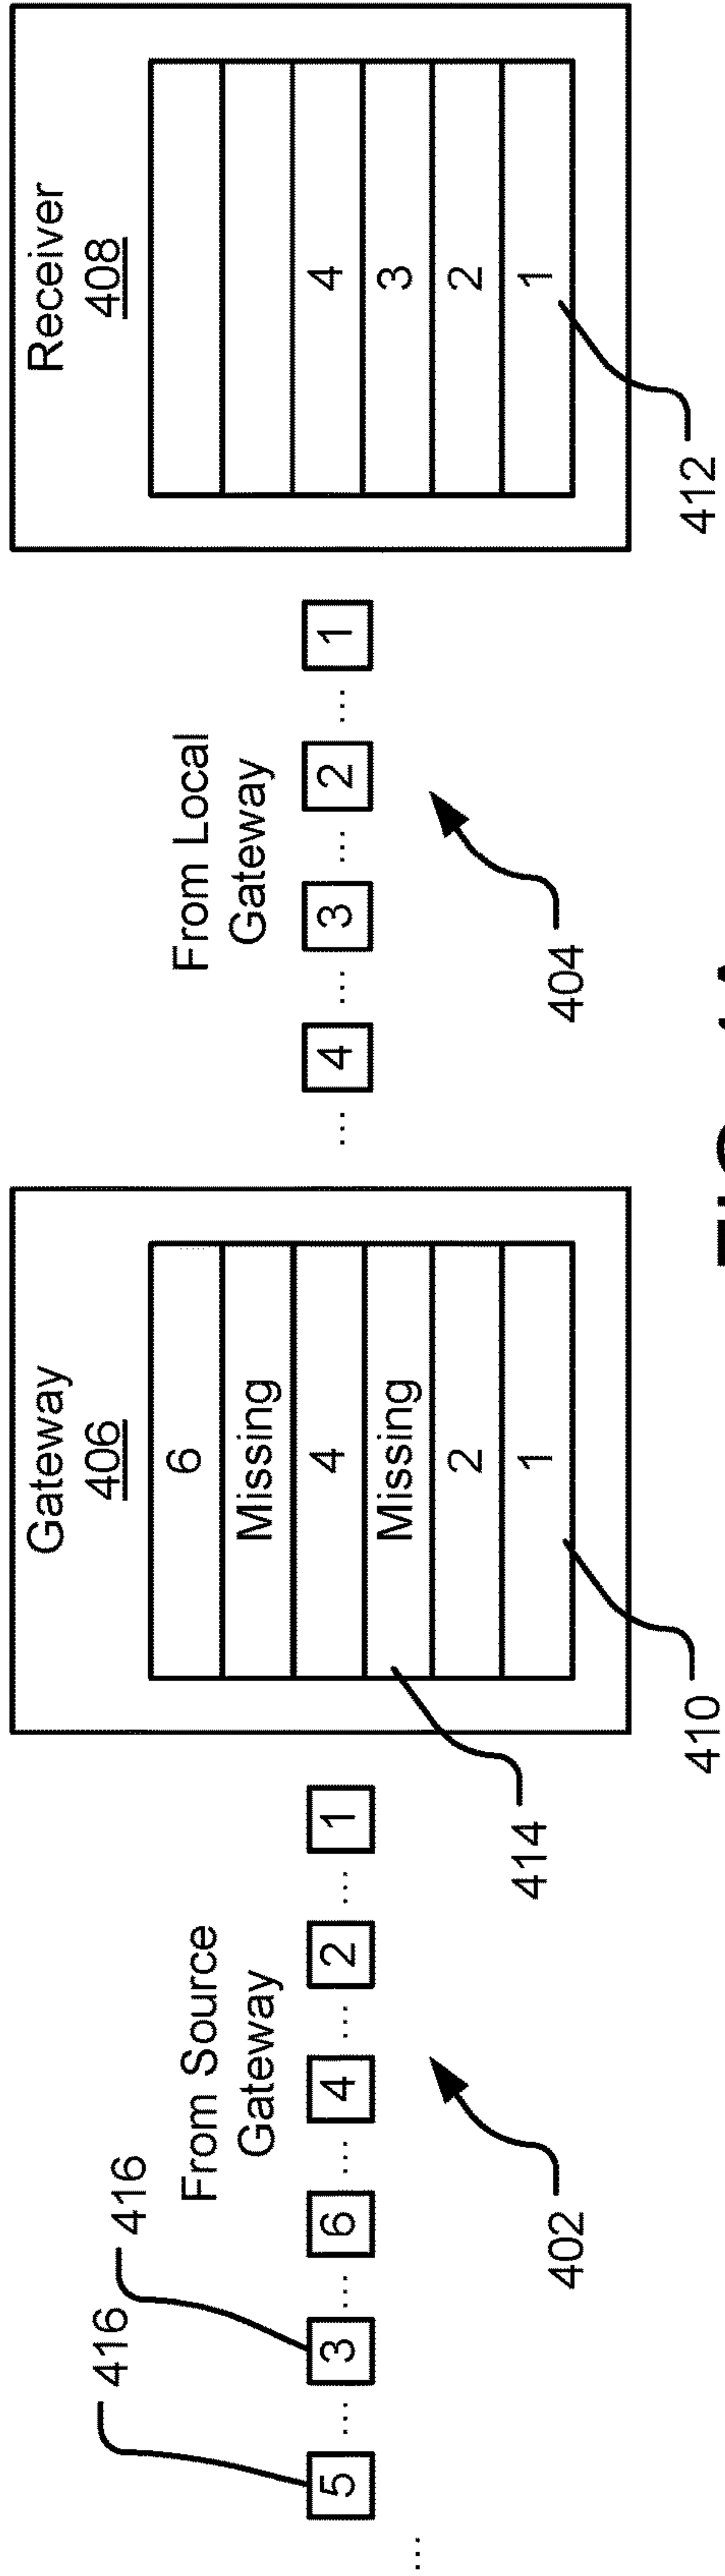 416
416
From Source
Gateway
... 5 ... 3 ... 6 ... 4 ... 2 ... 1
402
Gateway
406
6
Missing
4
Missing
2
1
414
410
From Local
Gateway
... 4 ... 3 ... 2 ... 1
404
Receiver
408
4
3
2
1
412